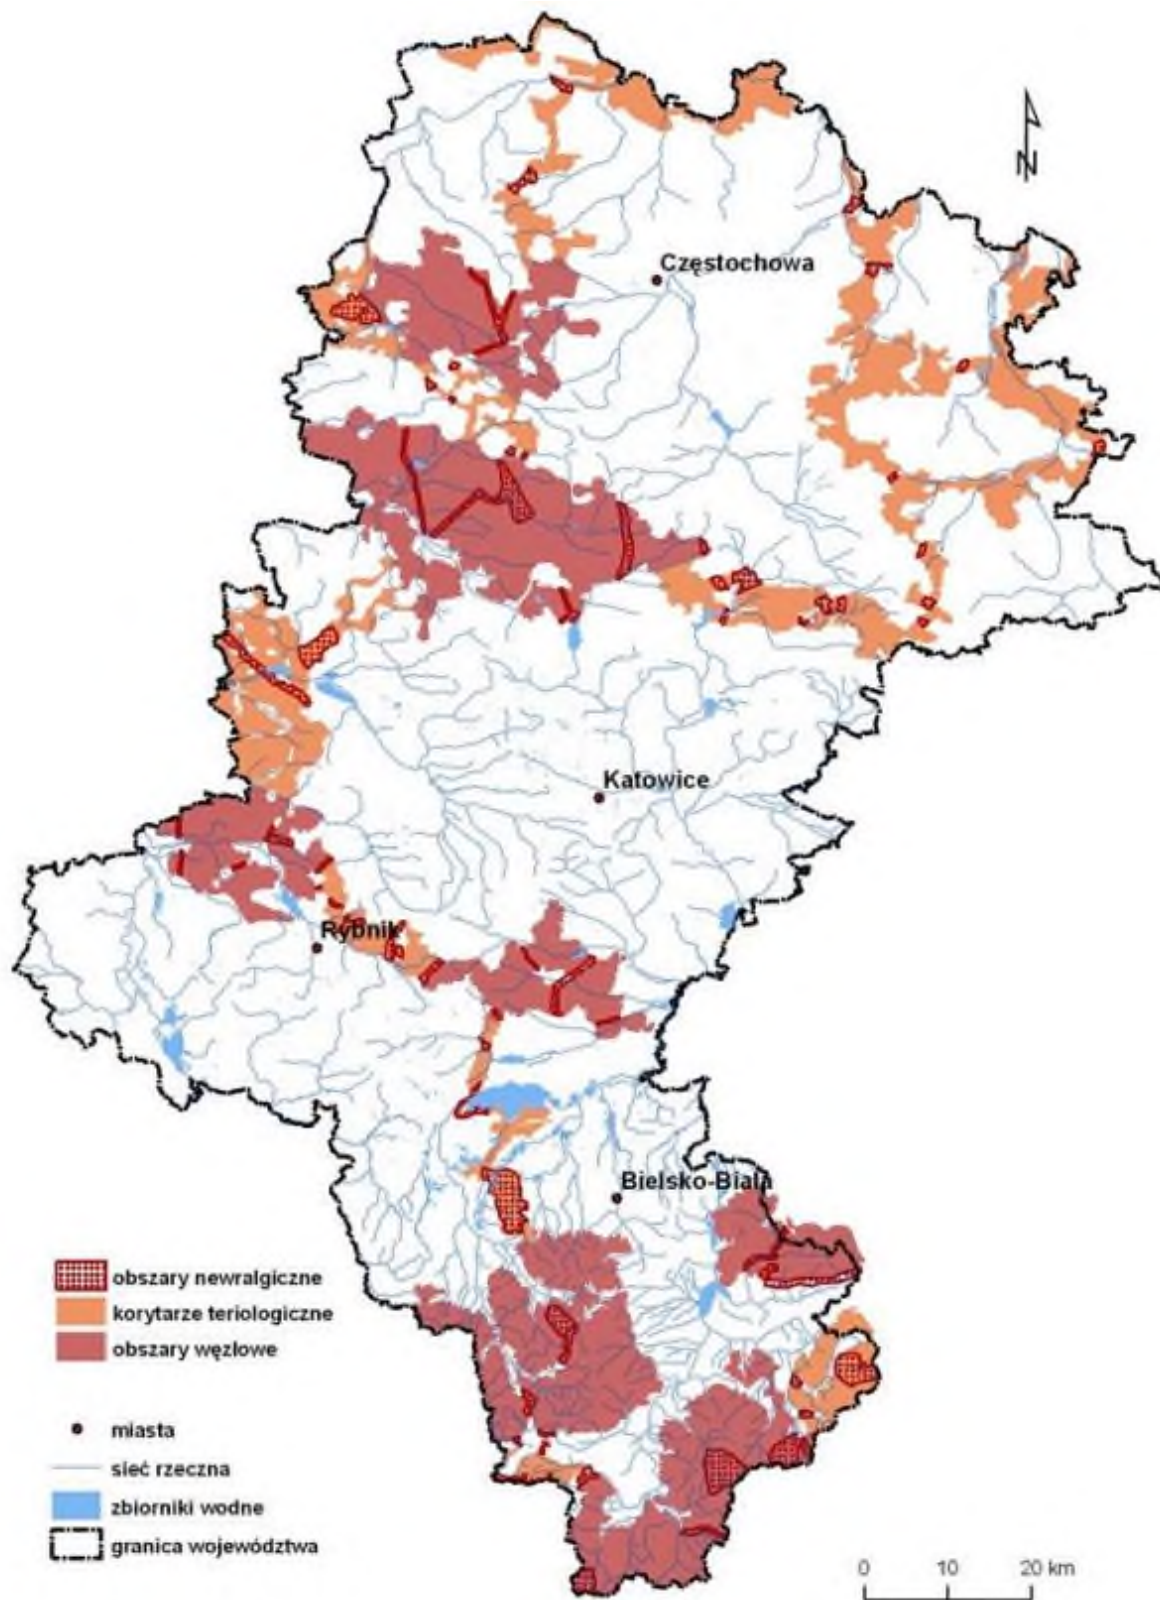 N
Częstochowa
Katowice
Rybnik
Bielsko-Biała
obszary newralgiczne
korytarze teriologiczne
obszary węzłowe
miasta
sieć rzeczna
zbiorniki wodne
granica województwa
0 10 20 km